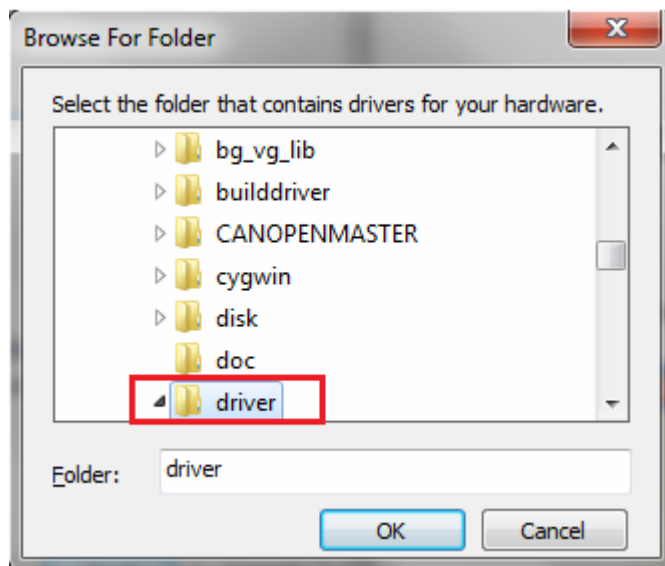 Browse For Folder
Select the folder that contains drivers for your hardware.
bg_vg_lib
builddriver
CANOPENMASTER
cygwin
disk
doc
driver
Folder: driver
OK Cancel